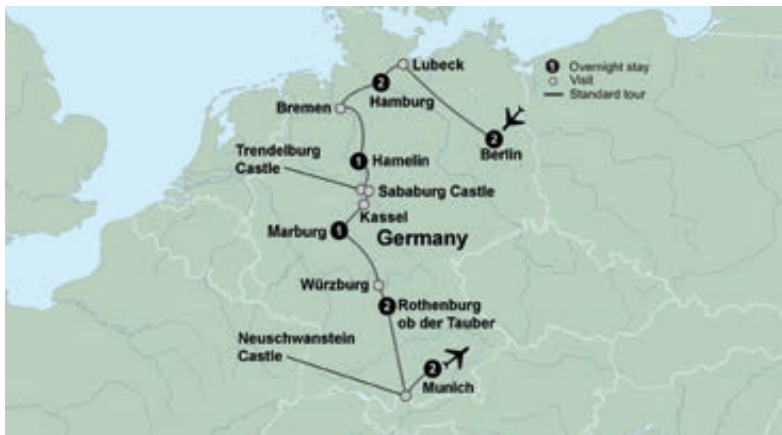 Lubeck
1 Overnight stay
Visit
Standard tour
2
Hamburg
Bremen
2
Berlin
Trendelburg
Castle
1 Hamelin
Sababurg Castle
Kassel
Marburg 1
Germany
Würzburg
2 Rothenburg
ob der Tauber
Neuschwanstein
Castle
2
Munich